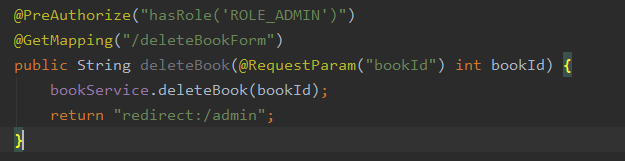 @PreAuthorize("hasRole('ROLE_ADMIN')")
@GetMapping("/deleteBookForm")
public String deleteBook(@RequestParam("bookId") int bookId) {
    bookService.deleteBook(bookId);
    return "redirect:/admin";
}